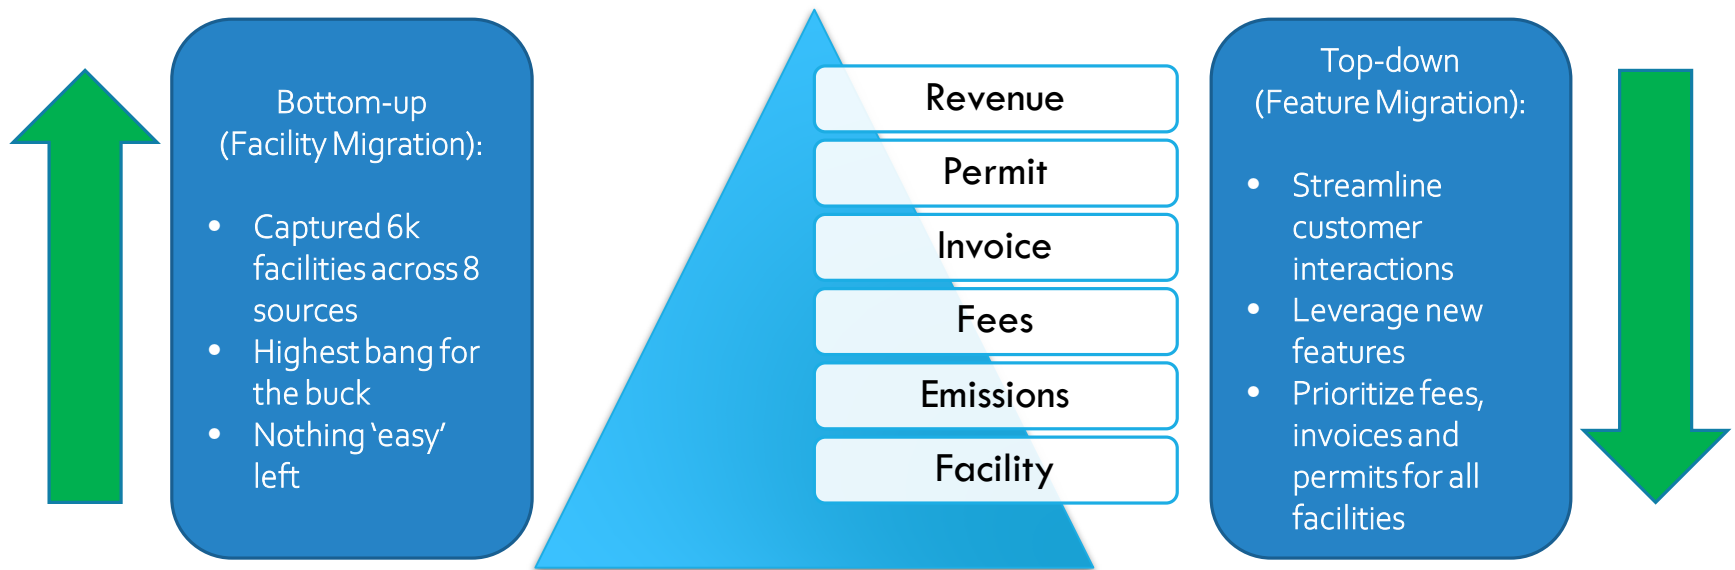 Bottom-up
(Facility Migration):
• Captured 6k
facilities across 8
sources
• Highest bang for
the buck
• Nothing ‘easy’
left
Revenue
Permit
Invoice
Fees
Emissions
Facility
Top-down
(Feature Migration):
• Streamline
customer
interactions
• Leverage new
features
• Prioritize fees,
invoices and
permits for all
facilities